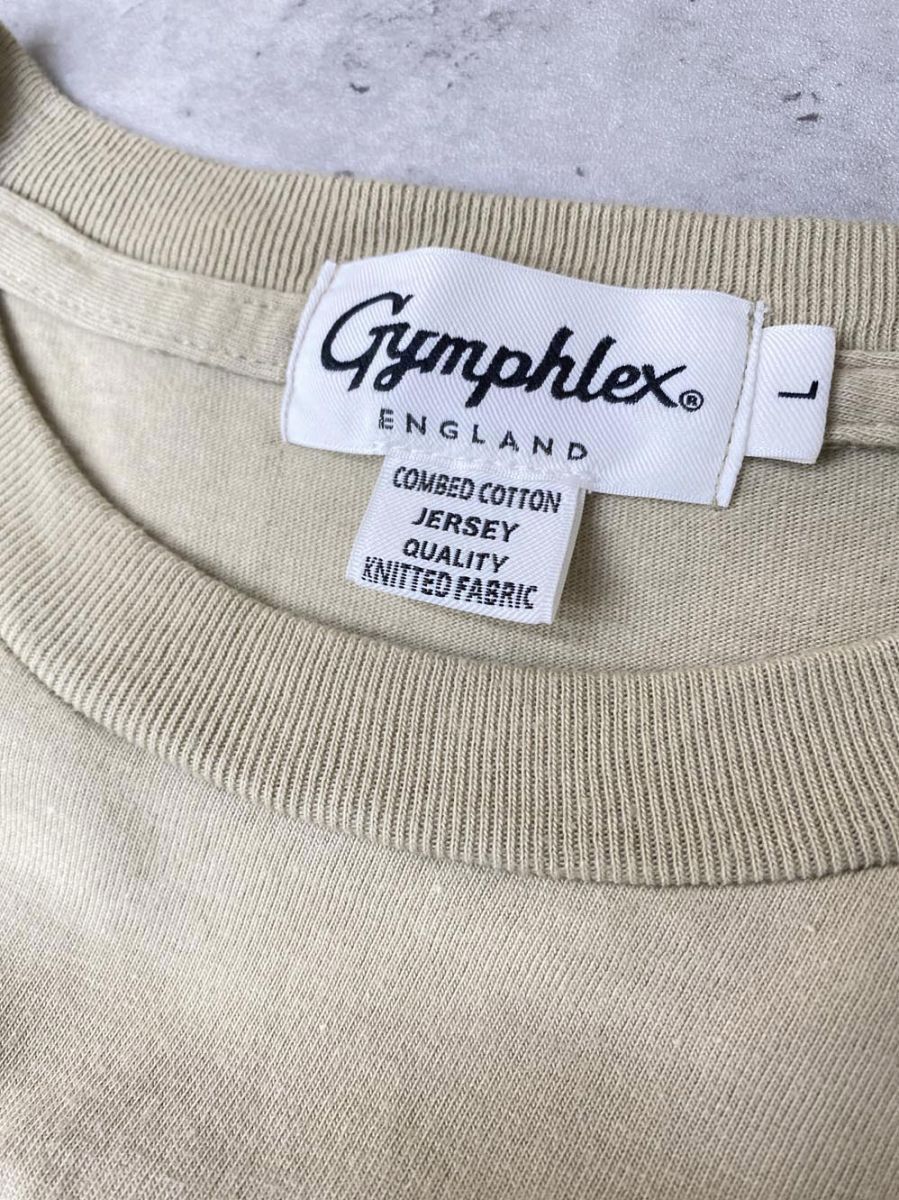 Gymphlex®
ENGLAND
L
COMBED COTTON
JERSEY
QUALITY
KNITTED FABRIC